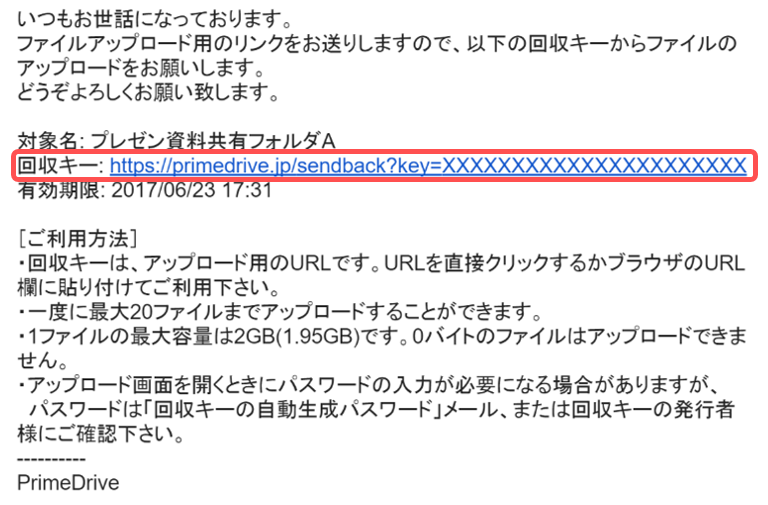 いつもお世話になっております。
ファイルアップロード用のリンクをお送りしますので、以下の回収キーからファイルの
アップロードをお願いします。
どうぞよろしくお願い致します。
対象名: プレゼン資料共有フォルダA
回収キー: https://primedrive.jp/sendback?key=XXXXXXXXXXXXXXXXXXXXXXX
有効期限: 2017/06/23 17:31
［ご利用方法］
・回収キーは、アップロード用のURLです。URLを直接クリックするかブラウザのURL
欄に貼り付けてご利用下さい。
・一度に最大20ファイルまでアップロードすることができます。
・1ファイルの最大容量は2GB(1.95GB)です。0バイトのファイルはアップロードできま
せん。
・アップロード画面を開くときにパスワードの入力が必要になる場合がありますが、
パスワードは「回収キーの自動生成パスワード」メール、または回収キーの発行者
様にご確認下さい。
----------
PrimeDrive